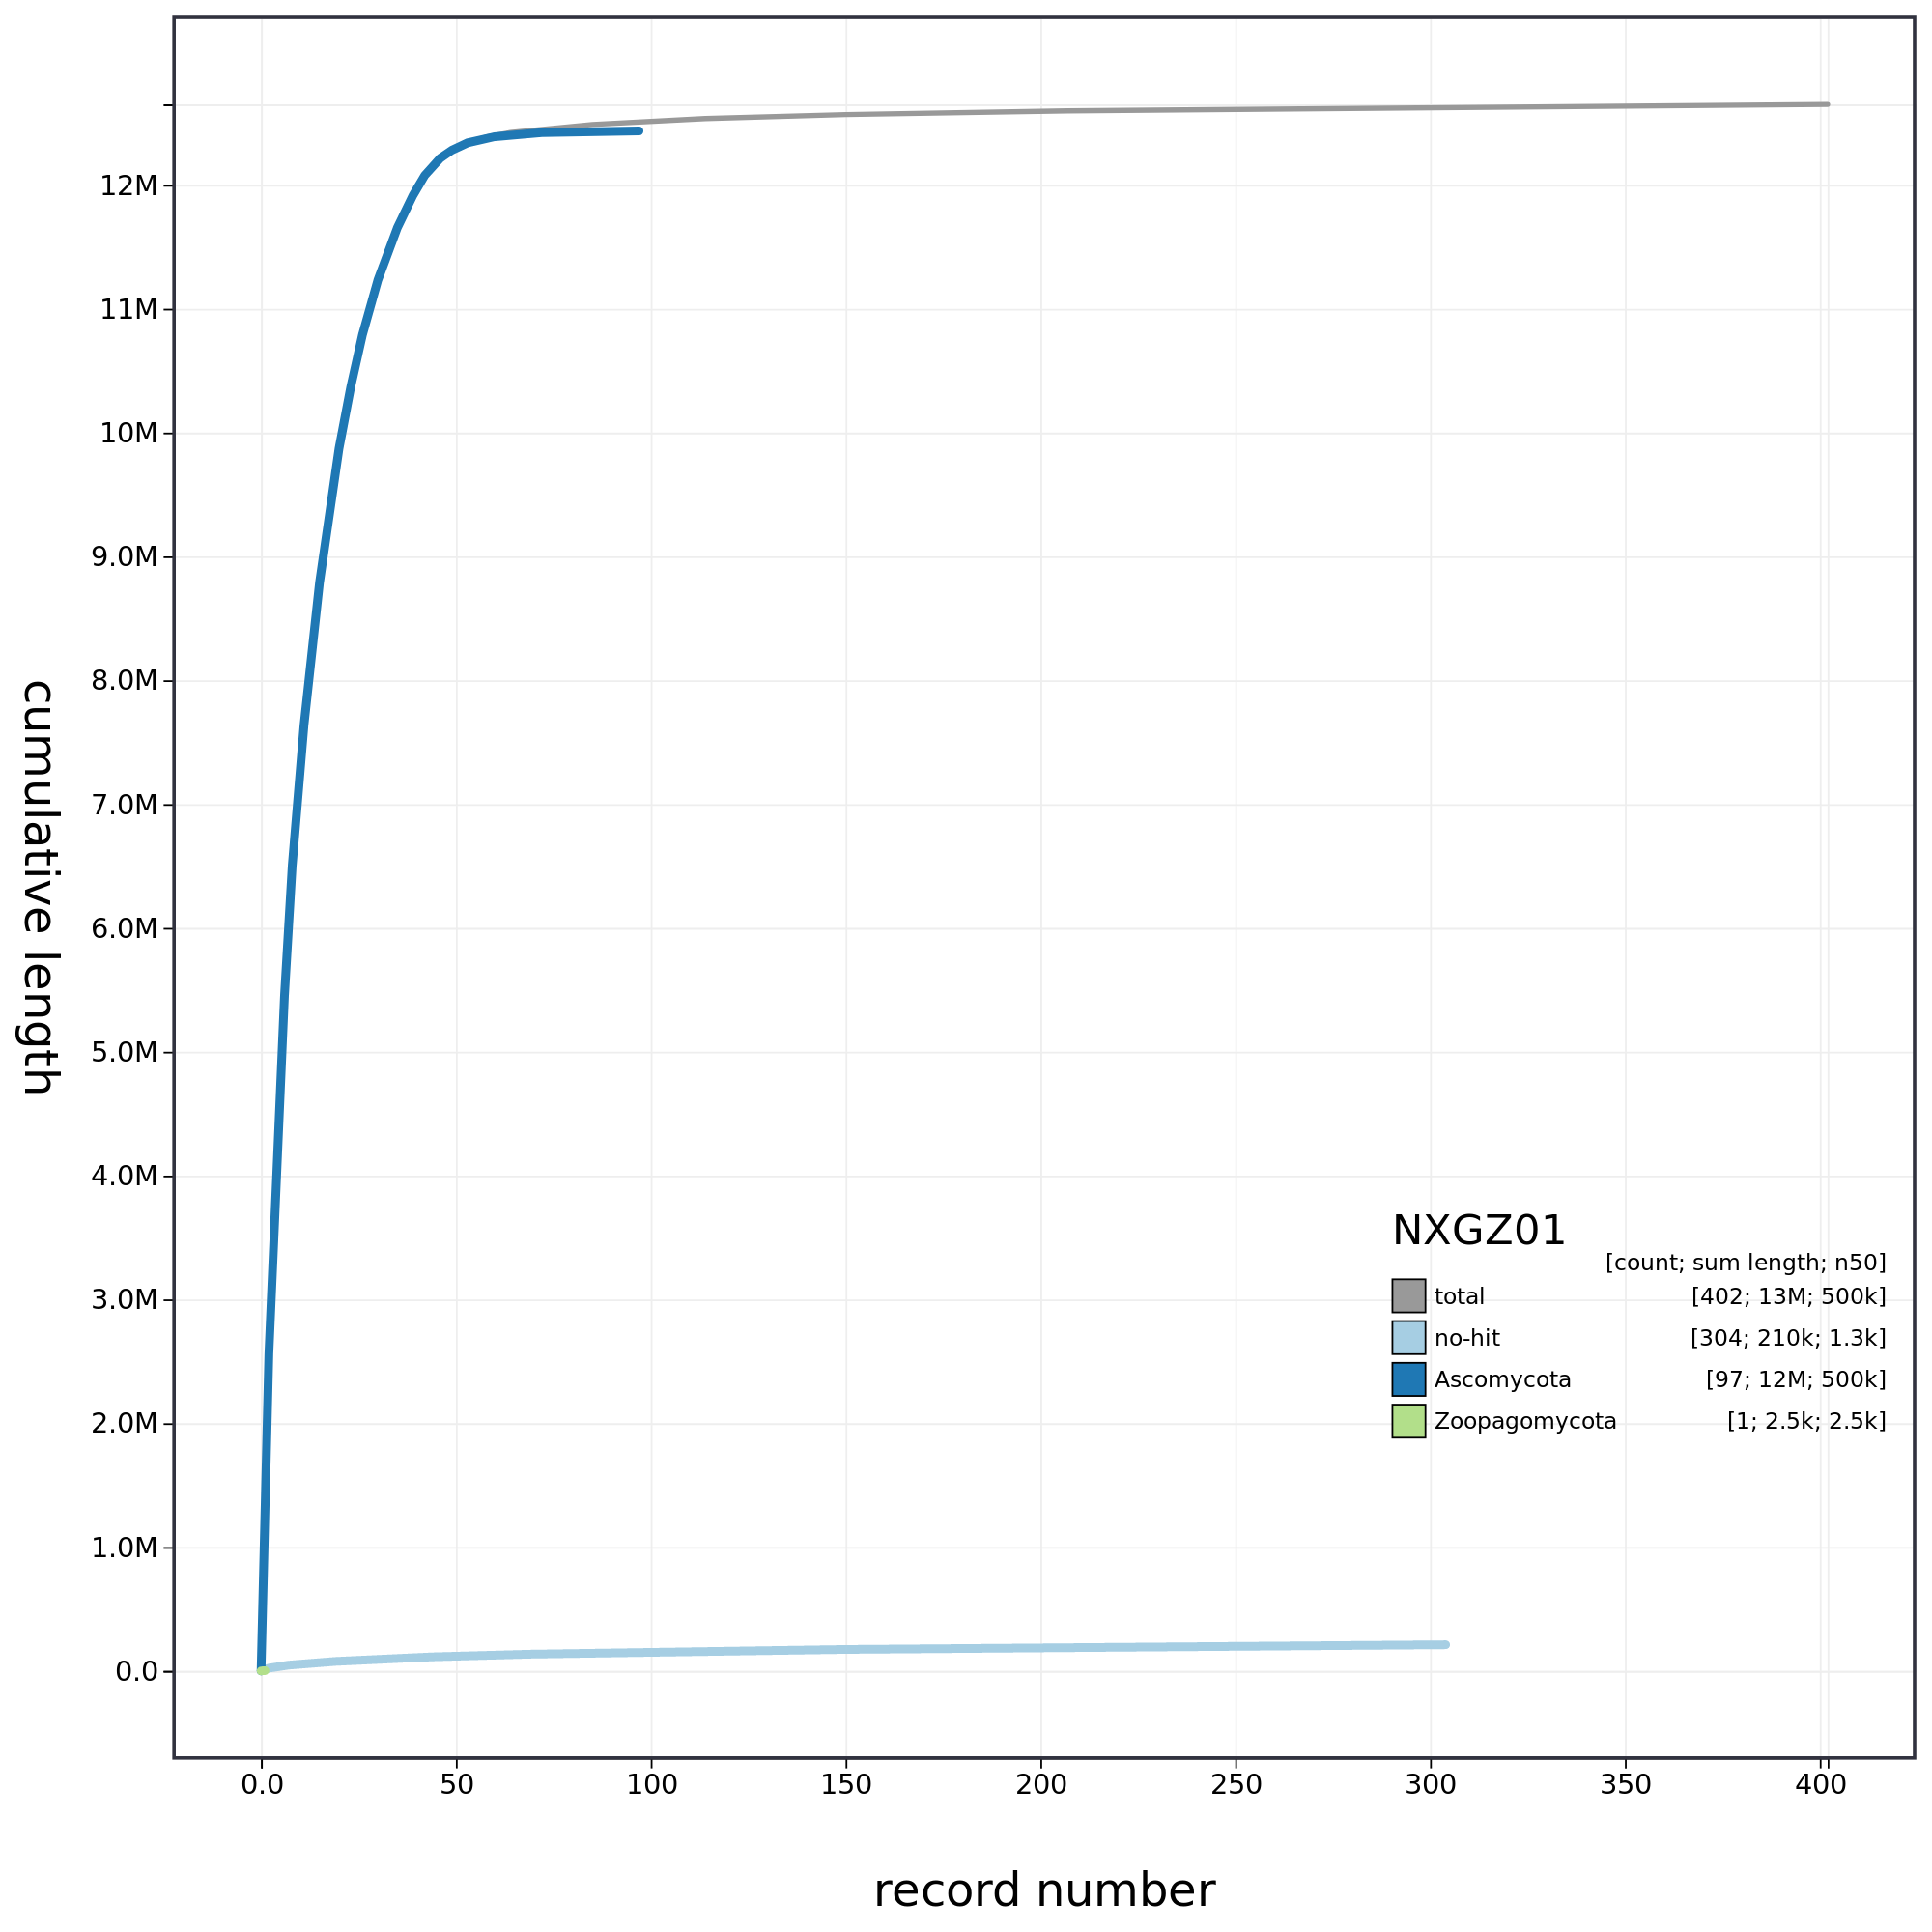 cumulative length
12M
11M
10M
9.0M
8.0M
7.0M
6.0M
5.0M
4.0M
3.0M
2.0M
1.0M
0.0
NXGZ01
[count; sum length; n50]
total [402; 13M; 500k]
no-hit [304; 210k; 1.3k]
Ascomycota [97; 12M; 500k]
Zoopagomycota [1; 2.5k; 2.5k]
0.0 50 100 150 200 250 300 350 400
record number